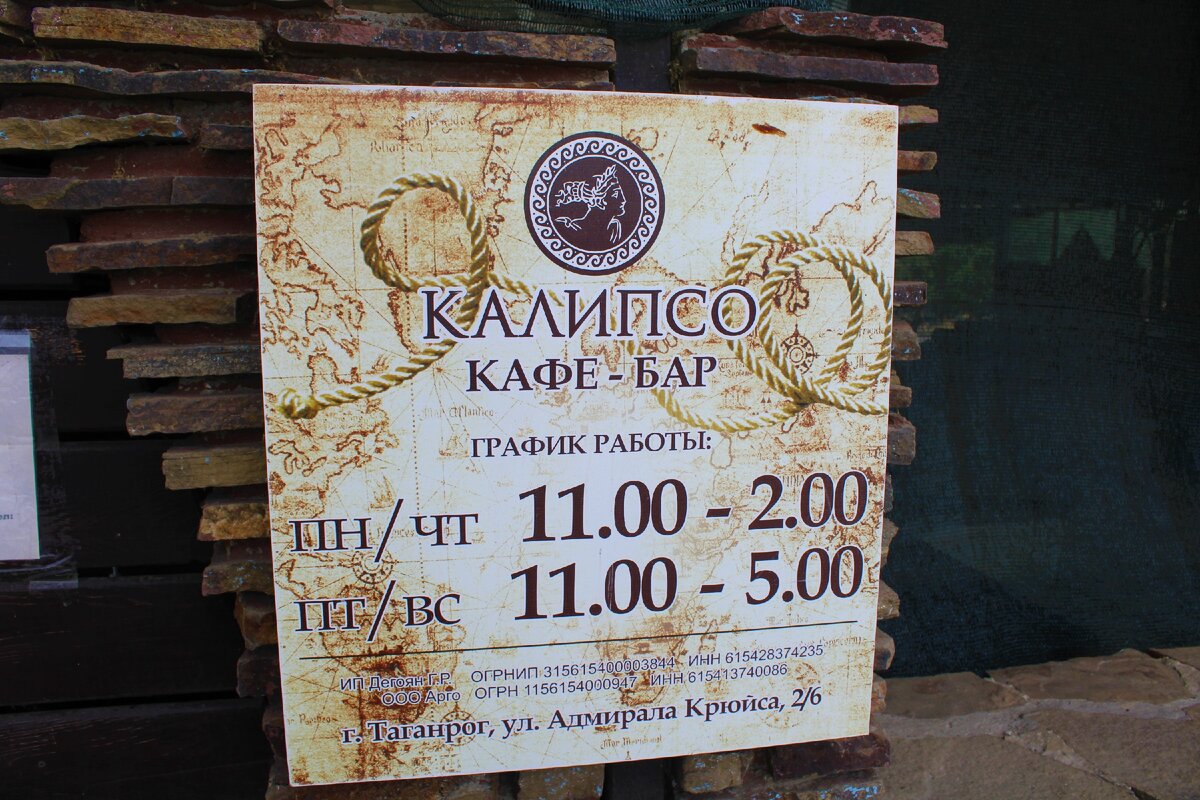 КАЛИПСО
КАФЕ - БАР
ГРАФИК РАБОТЫ:
ПН/ЧТ 11.00 - 2.00
ПТ/ВС 11.00 - 5.00
ИП Дегоян Г.Р. ОГРНИП 315615400003844 ИНН 615428374235
ООО Арго ОГРН 1156154000947 ИНН 615413740086
г. Таганрог, ул. Адмирала Крюйса, 2/6